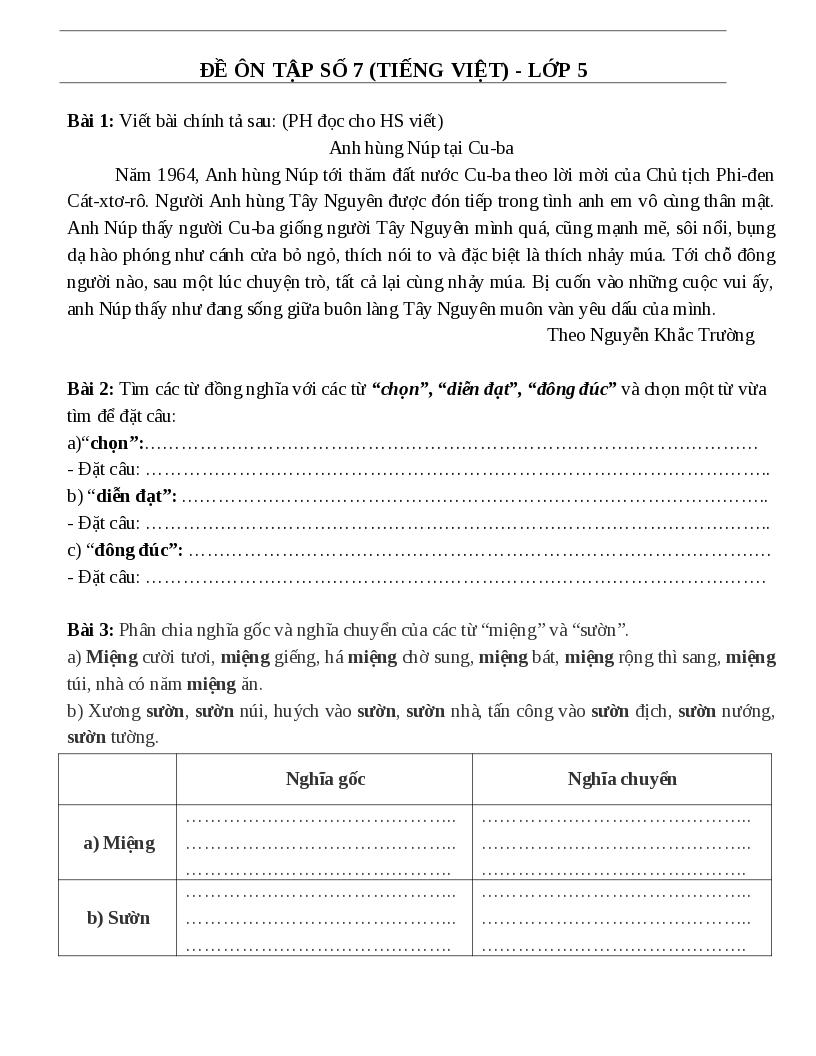 ĐỀ ÔN TẬP SỐ 7 (TIẾNG VIỆT) - LỚP 5
Bài 1: Viết bài chính tả sau: (PH đọc cho HS viết)
Anh hùng Núp tại Cu-ba
Năm 1964, Anh hùng Núp tới thăm đất nước Cu-ba theo lời mời của Chủ tịch Phi-đen
Cát-xtơ-rô. Người Anh hùng Tây Nguyên được đón tiếp trong tình anh em vô cùng thân mật.
Anh Núp thấy người Cu-ba giống người Tây Nguyên mình quá, cũng mạnh mẽ, sôi nổi, bụng
dạ hào phóng như cánh cửa bỏ ngỏ, thích nói to và đặc biệt là thích nhảy múa. Tới chỗ đông
người nào, sau một lúc chuyện trò, tất cả lại cùng nhảy múa. Bị cuốn vào những cuộc vui ấy,
anh Núp thấy như đang sống giữa buôn làng Tây Nguyên muôn vàn yêu dấu của mình.
Theo Nguyễn Khắc Trường
Bài 2: Tìm các từ đồng nghĩa với các từ “chọn”, “diễn đạt”, “đông đúc” và chọn một từ vừa
tìm để đặt câu:
a)“chọn”:…………………………………………………………………………………………
- Đặt câu: …………………………………………………………………………………………..
b) “diễn đạt”: ……………………………………………………………………………………..
- Đặt câu: …………………………………………………………………………………………..
c) “đông đúc”: ……………………………………………………………………………………
- Đặt câu: …………………………………………………………………………………………
Bài 3: Phân chia nghĩa gốc và nghĩa chuyển của các từ “miệng” và “sườn”.
a) Miệng cười tươi, miệng giếng, há miệng chờ sung, miệng bát, miệng rộng thì sang, miệng
túi, nhà có năm miệng ăn.
b) Xương sườn, sườn núi, huých vào sườn, sườn nhà, tấn công vào sườn địch, sườn nướng,
sườn tường.
Nghĩa gốc Nghĩa chuyển
a) Miệng
…………………………………….. ……………………………………..
…………………………………….. ……………………………………..
……………………………………. …………………………………….
b) Sườn
…………………………………….. ……………………………………..
…………………………………….. ……………………………………..
……………………………………. …………………………………….